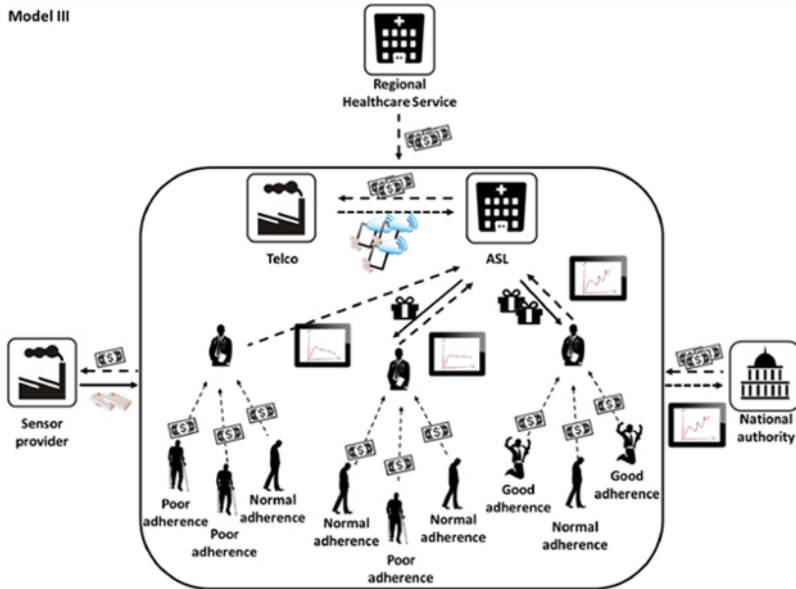 Model III
Regional
Healthcare Service
Telco
ASL
Sensor
provider
National
authority
Poor
adherence
Poor
adherence
Normal
adherence
Normal
adherence
Poor
adherence
Normal
adherence
Good
adherence
Normal
adherence
Good
adherence